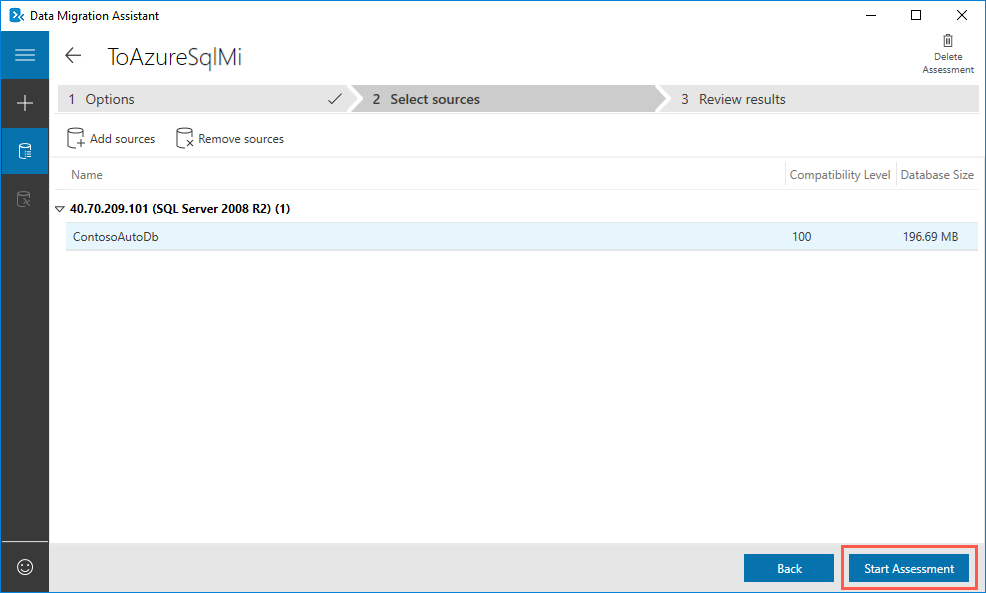 Data Migration Assistant
ToAzureSqlMi
Delete
Assessment
1 Options
2 Select sources
3 Review results
Add sources
Remove sources
Name
Compatibility Level
Database Size
40.70.209.101 (SQL Server 2008 R2) (1)
ContosoAutoDb
100
196.69 MB
Back
Start Assessment